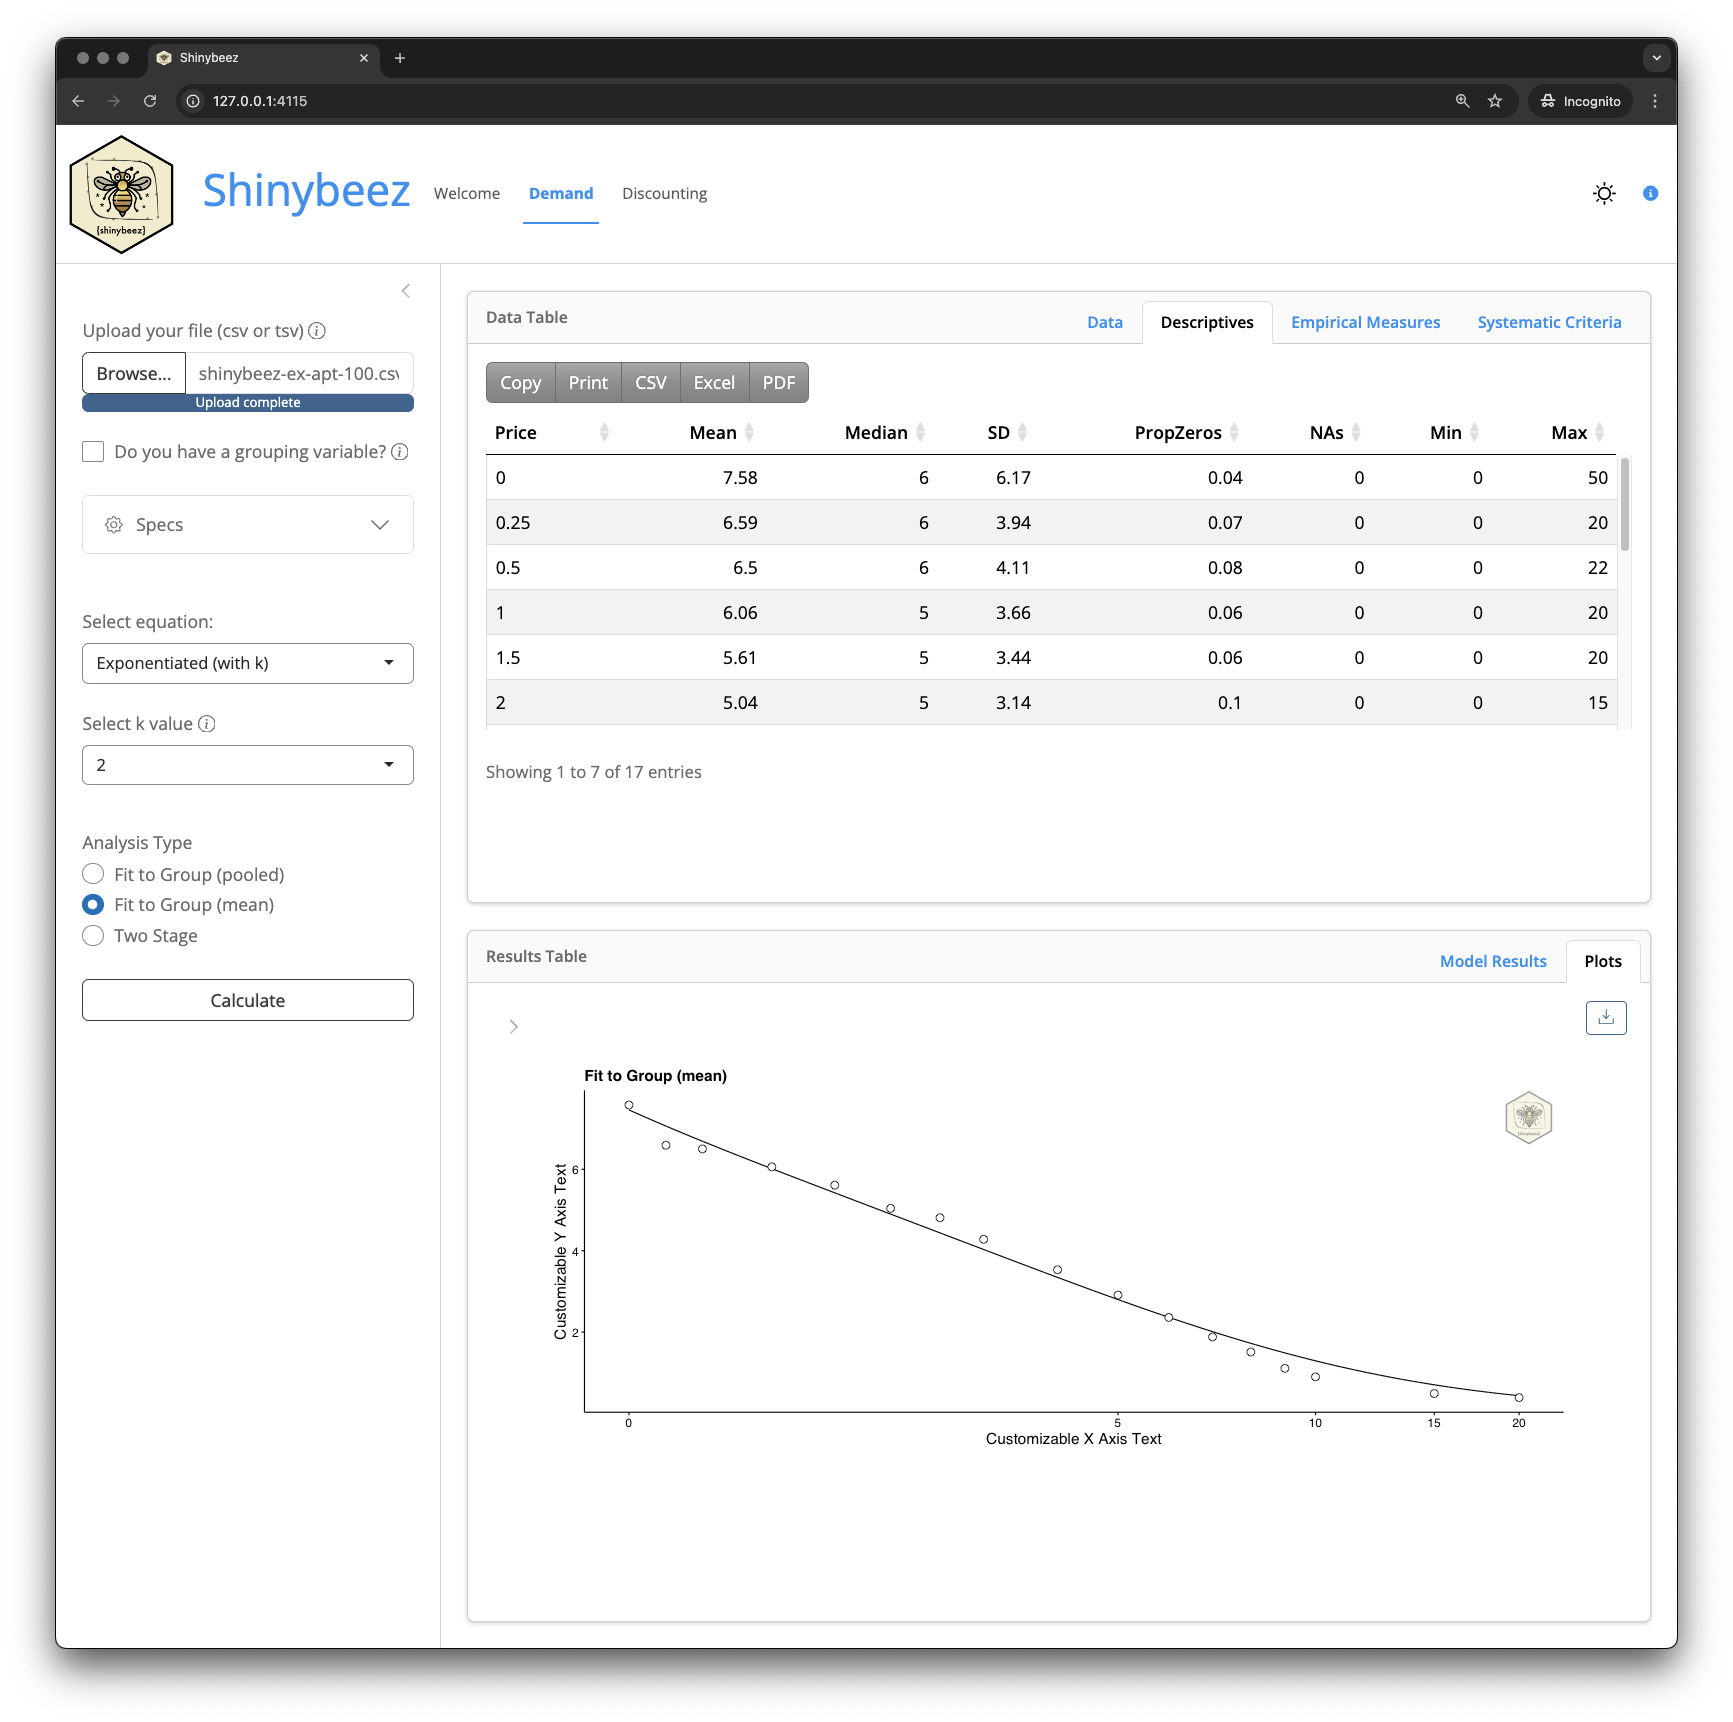 Shinybeez
127.0.0.1:4115
Incognito
{shinybeez}
Shinybeez
Welcome
Demand
Discounting
Upload your file (csv or tsv)
Browse...
shinybeez-ex-apt-100.csv
Upload complete
Do you have a grouping variable?
Specs
Select equation:
Exponentiated (with k)
Select k value
2
Analysis Type
Fit to Group (pooled)
Fit to Group (mean)
Two Stage
Calculate
Data Table
Data
Descriptives
Empirical Measures
Systematic Criteria
Copy
Print
CSV
Excel
PDF
Price Mean Median SD PropZeros NAs Min Max
0 7.58 6 6.17 0.04 0 0 50
0.25 6.59 6 3.94 0.07 0 0 20
0.5 6.5 6 4.11 0.08 0 0 22
1 6.06 5 3.66 0.06 0 0 20
1.5 5.61 5 3.44 0.06 0 0 20
2 5.04 5 3.14 0.1 0 0 15
Showing 1 to 7 of 17 entries
Results Table
Model Results
Plots
Fit to Group (mean)
{shinybeez}
Customizable Y Axis Text
6
4
2
0 5 10 15 20
Customizable X Axis Text